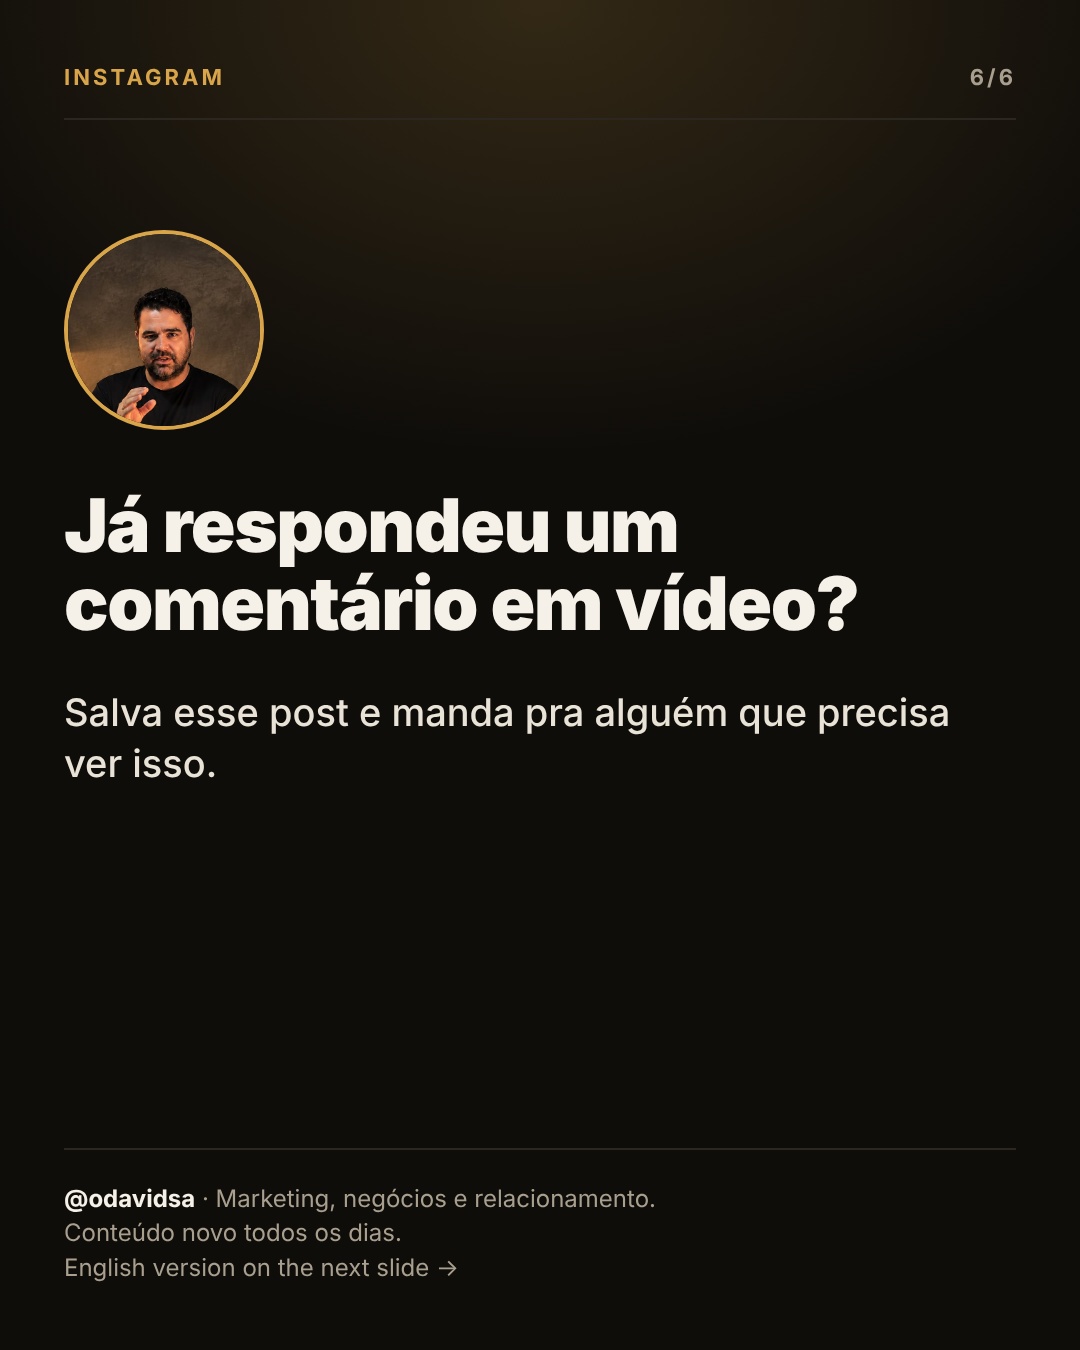 INSTAGRAM
6/6
Já respondeu um
comentário em vídeo?
Salva esse post e manda pra alguém que precisa
ver isso.
@odavidsa · Marketing, negócios e relacionamento.
Conteúdo novo todos os dias.
English version on the next slide →